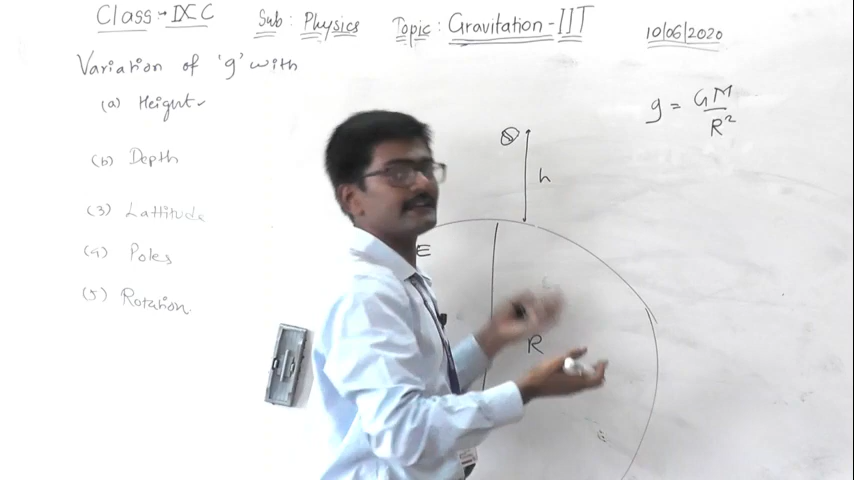 Class :- IX C Sub : Physics Topic : Gravitation - IIT 10/06/2020
Variation of 'g' with
(a) Height
(b) Depth
(3) Lattitude
(4) Poles
(5) Rotation.
g = GM/R²
h
E
R